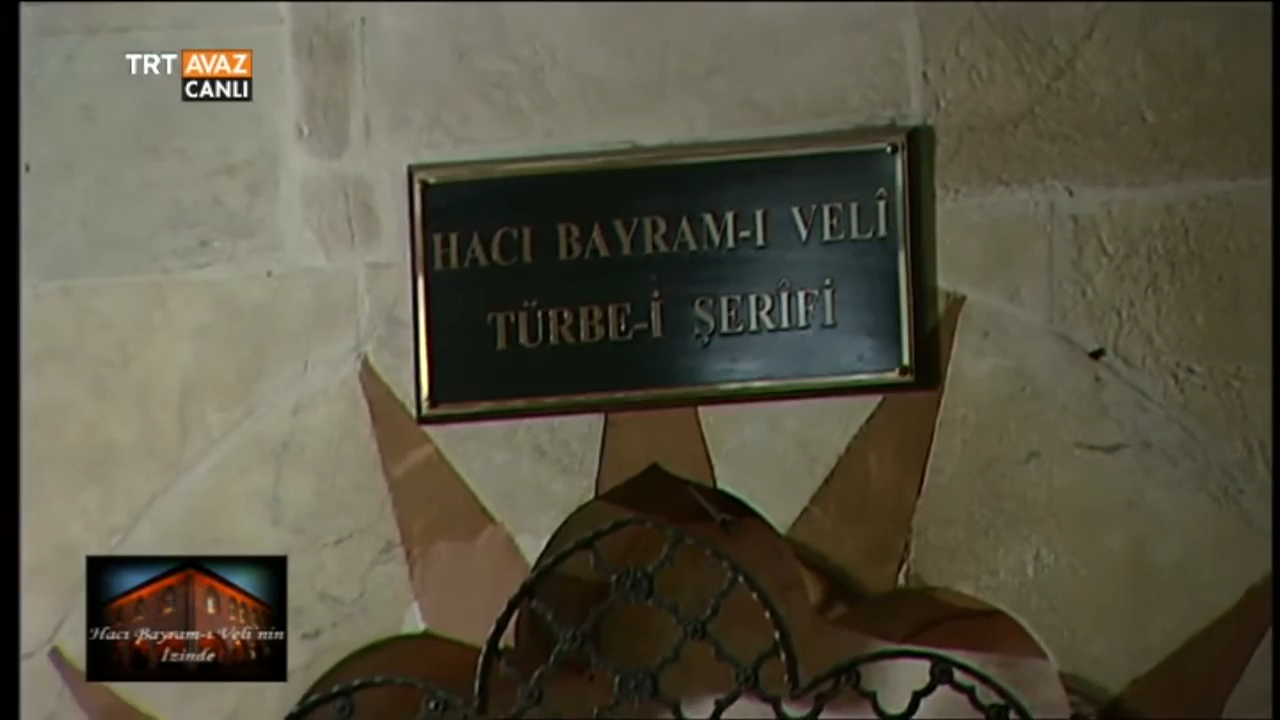 TRT AVAZ
CANLI
HACI BAYRAM-I VELÎ
TÜRBE-İ ŞERÎFİ
Hacı Bayram-ı Veli'nin
İzinde